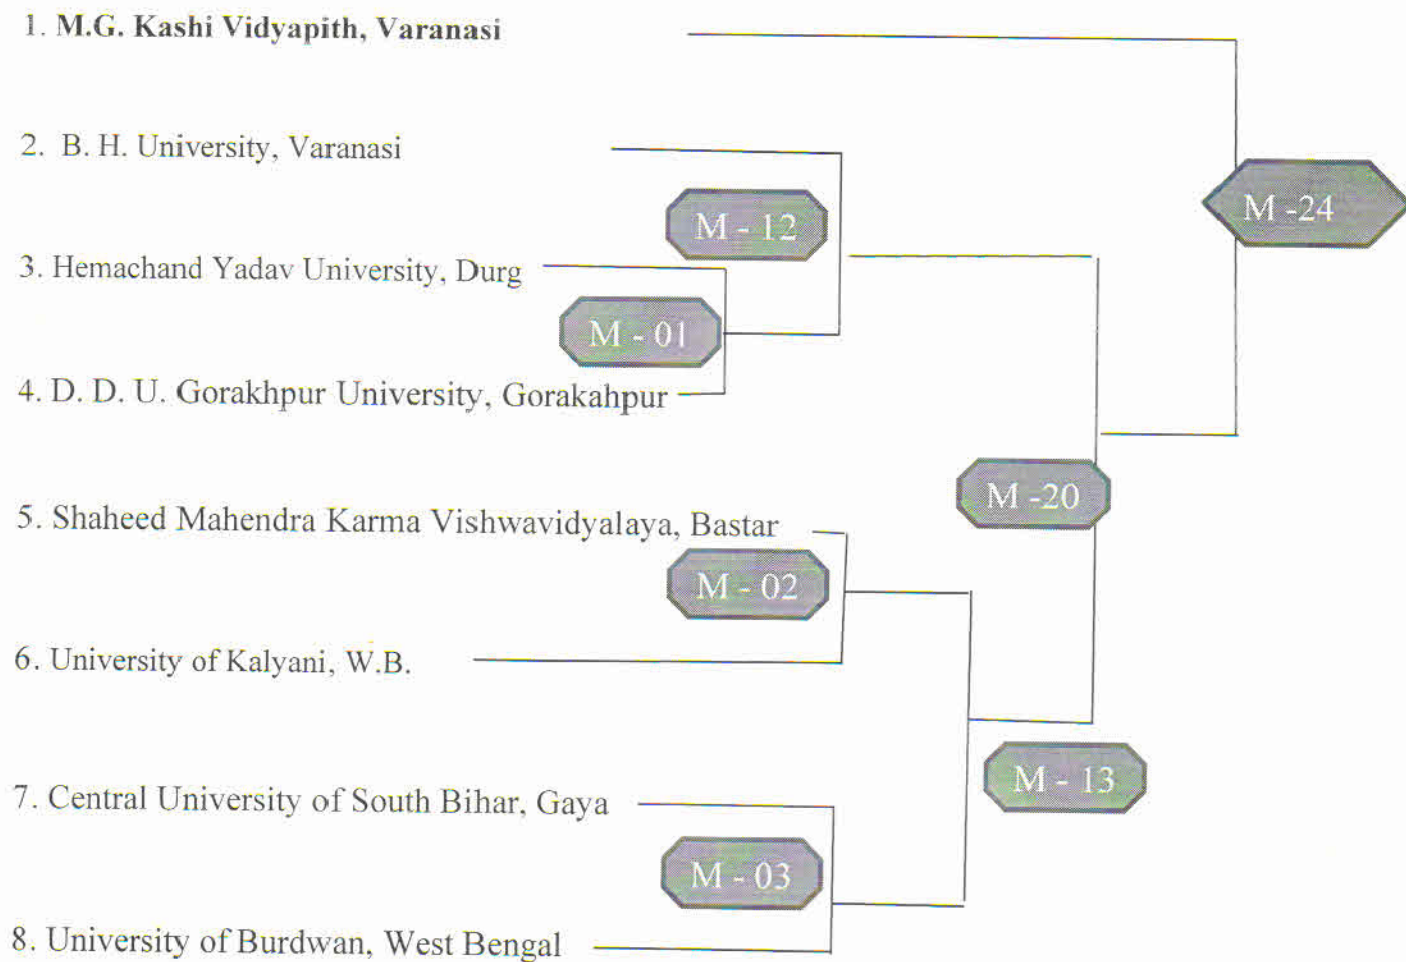 1. M.G. Kashi Vidyapith, Varanasi
2. B. H. University, Varanasi
M -24
M - 12
3. Hemachand Yadav University, Durg
M - 01
4. D. D. U. Gorakhpur University, Gorakahpur
M -20
5. Shaheed Mahendra Karma Vishwavidyalaya, Bastar
M - 02
6. University of Kalyani, W.B.
M - 13
7. Central University of South Bihar, Gaya
M - 03
8. University of Burdwan, West Bengal